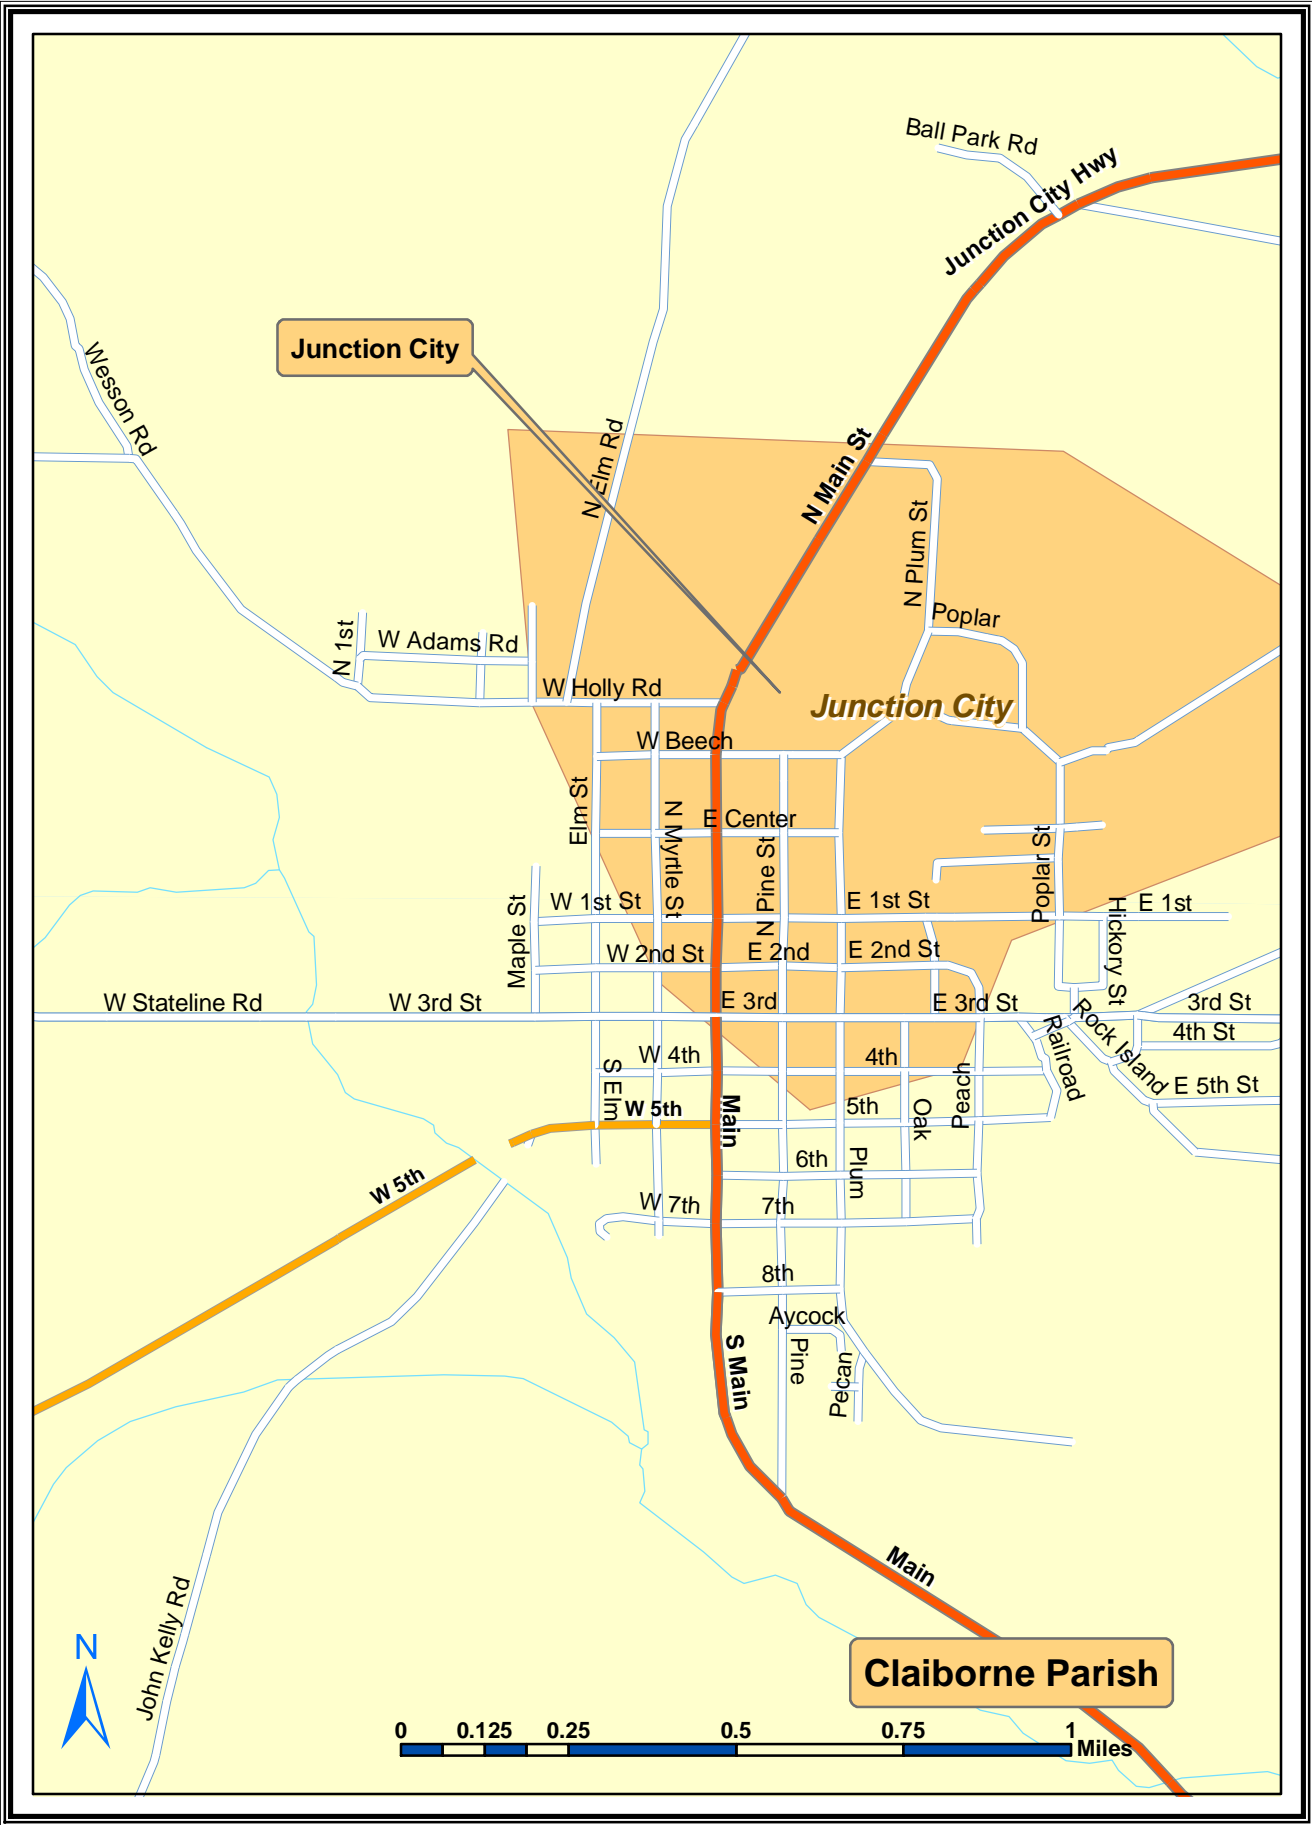 Ball Park Rd
Junction City Hwy
Junction City
Wesson Rd
N Elm Rd
N Main St
N Plum St
Poplar
N 1st
W Adams Rd
W Holly Rd
Junction City
W Beech
Elm St
N Myrtle St
E Center
N Pine St
Poplar St
Maple St
W 1st St
E 1st St
Hickory St
E 1st
W 2nd St
E 2nd
E 2nd St
W Stateline Rd
W 3rd St
E 3rd
E 3rd St
Railroad
Rock Island
3rd St
4th St
W 4th
4th
S Elm
Peach
E 5th St
W 5th
Main
5th
Oak
W 5th
6th
Plum
W 7th
7th
8th
Aycock
S Main
Pine
Pecan
Main
John Kelly Rd
N
Claiborne Parish
0 0.125 0.25 0.5 0.75 1
Miles